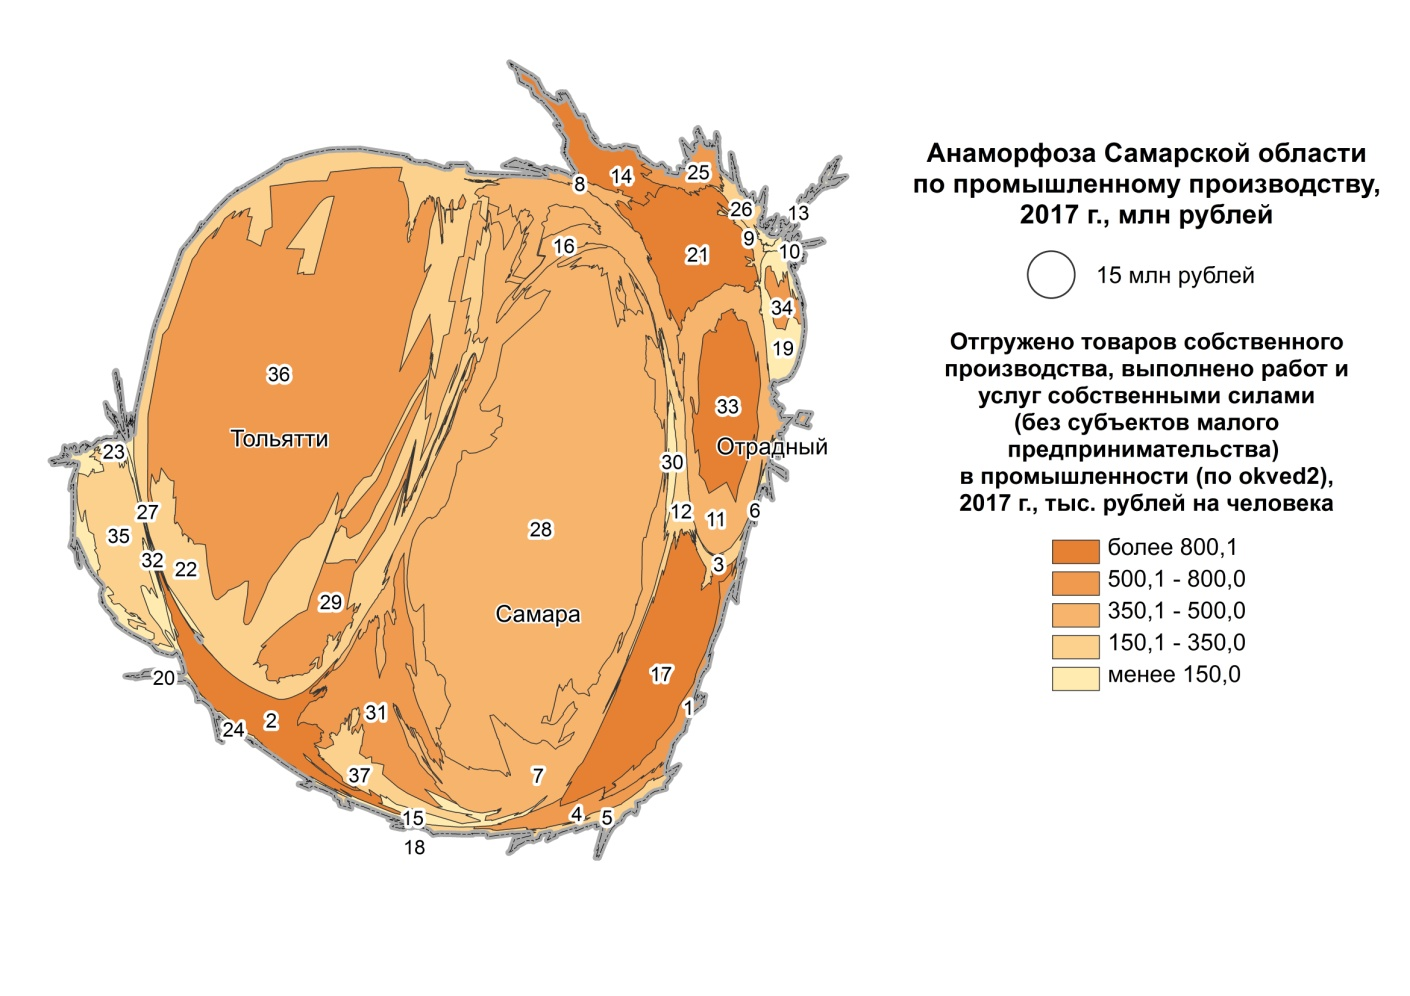 Анаморфоза Самарской области
по промышленному производству,
2017 г., млн рублей
15 млн рублей
Отгружено товаров собственного
производства, выполнено работ и
услуг собственными силами
(без субъектов малого
предпринимательства)
в промышленности (по okved2),
2017 г., тыс. рублей на человека
более 800,1
500,1 - 800,0
350,1 - 500,0
150,1 - 350,0
менее 150,0
8
14
25
26
13
9
10
16
21
34
19
36
33
Тольятти
Отрадный
23
30
27
12
11
6
35
28
32
22
3
29
Самара
20
17
24
2
31
1
37
7
15
4
5
18